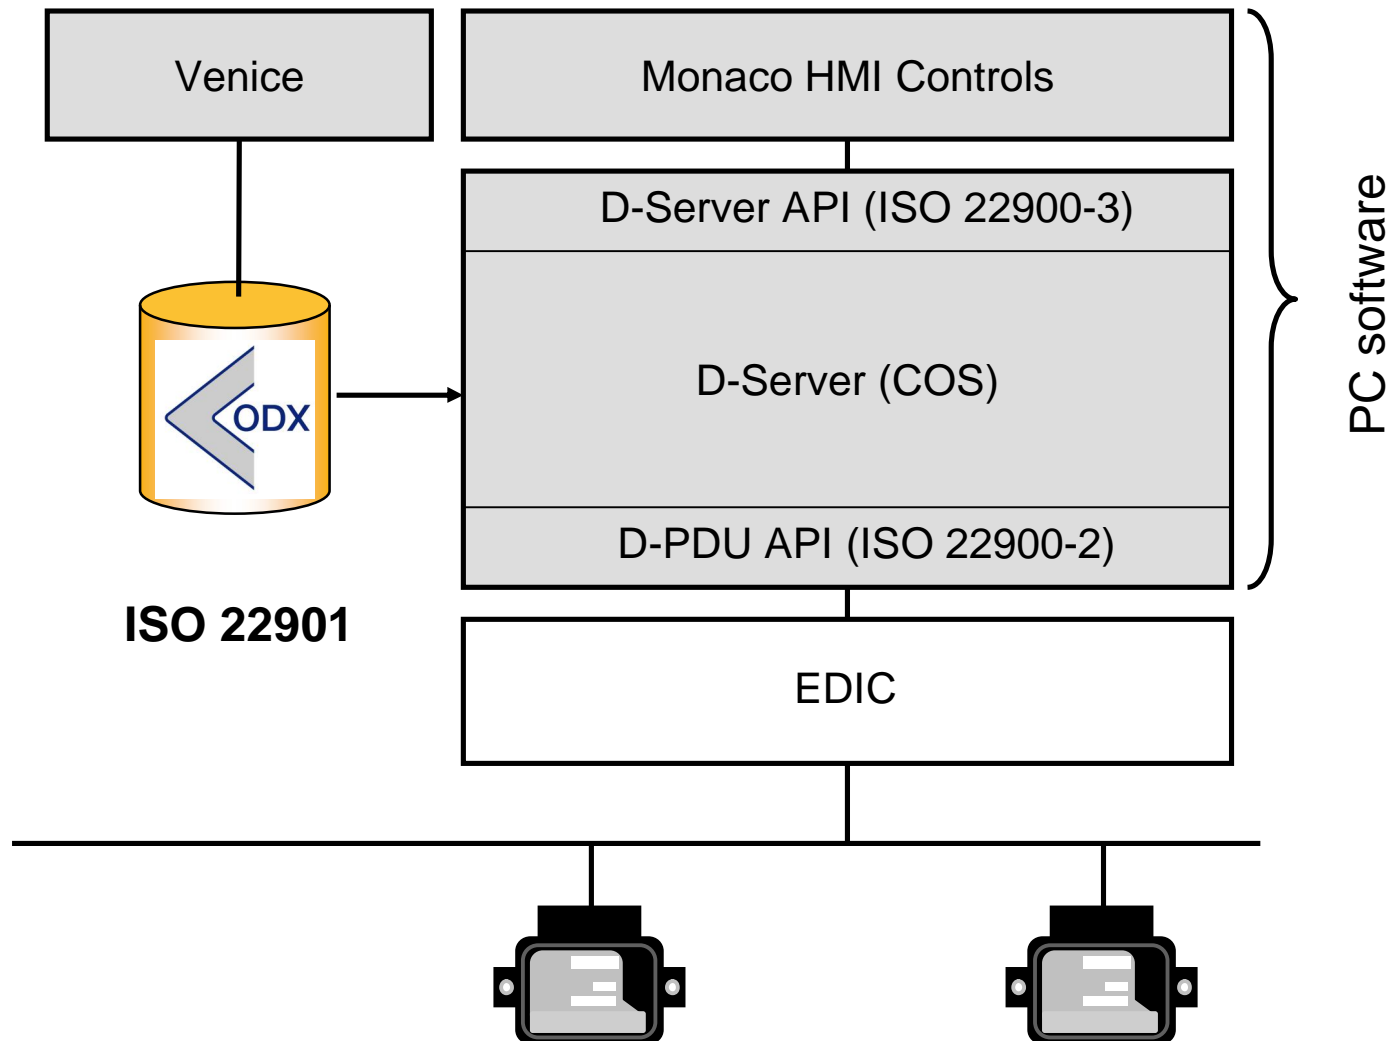 Venice
Monaco HMI Controls
D-Server API (ISO 22900-3)
D-Server (COS)
ODX
D-PDU API (ISO 22900-2)
PC software
ISO 22901
EDIC